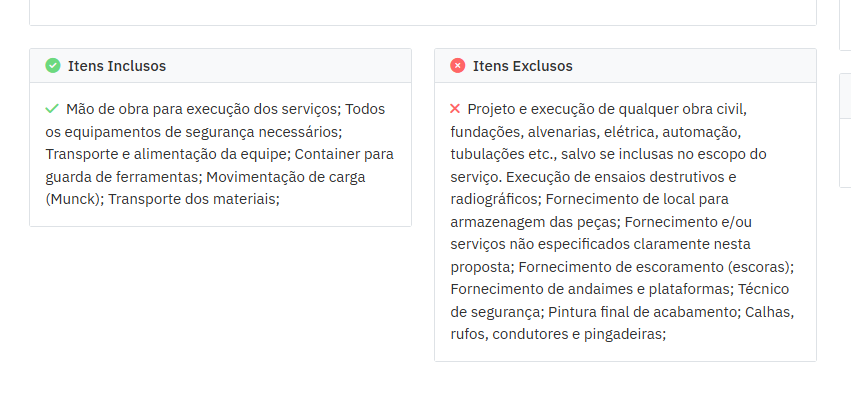 Itens Inclusos
Mão de obra para execução dos serviços; Todos
os equipamentos de segurança necessários;
Transporte e alimentação da equipe; Container para
guarda de ferramentas; Movimentação de carga
(Munck); Transporte dos materiais;
Itens Exclusos
Projeto e execução de qualquer obra civil,
fundações, alvenarias, elétrica, automação,
tubulações etc., salvo se inclusas no escopo do
serviço. Execução de ensaios destrutivos e
radiográficos; Fornecimento de local para
armazenagem das peças; Fornecimento e/ou
serviços não especificados claramente nesta
proposta; Fornecimento de escoramento (escoras);
Fornecimento de andaimes e plataformas; Técnico
de segurança; Pintura final de acabamento; Calhas,
rufos, condutores e pingadeiras;